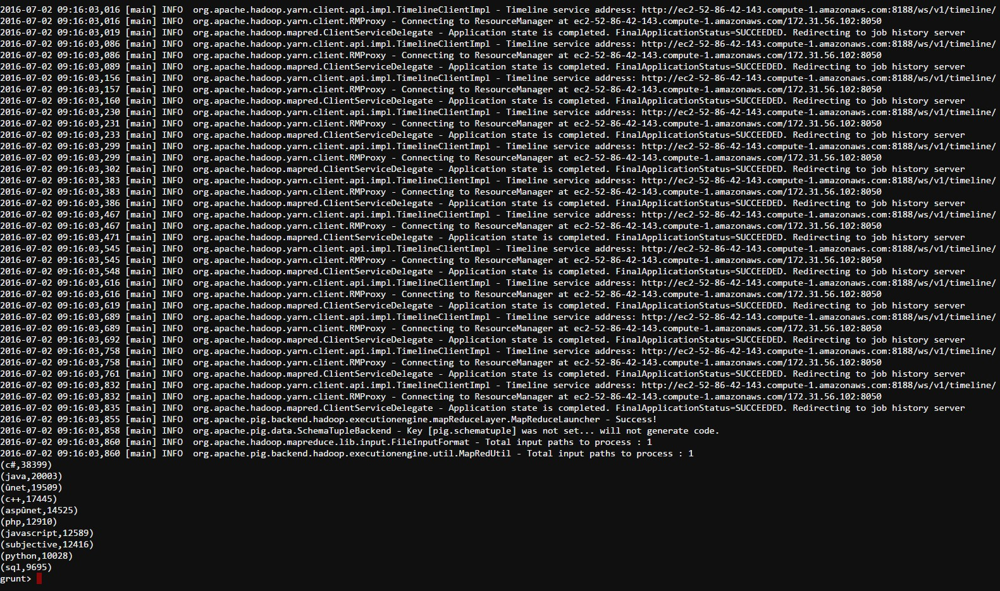 2016-07-02 09:16:03,016 [main] INFO  org.apache.hadoop.yarn.client.api.impl.TimelineClientImpl - Timeline service address: http://ec2-52-86-42-143.compute-1.amazonaws.com:8188/ws/v1/timeline/
2016-07-02 09:16:03,016 [main] INFO  org.apache.hadoop.yarn.client.RMProxy - Connecting to ResourceManager at ec2-52-86-42-143.compute-1.amazonaws.com/172.31.56.102:8050
2016-07-02 09:16:03,019 [main] INFO  org.apache.hadoop.mapred.ClientServiceDelegate - Application state is completed. FinalApplicationStatus=SUCCEEDED. Redirecting to job history server
2016-07-02 09:16:03,086 [main] INFO  org.apache.hadoop.yarn.client.api.impl.TimelineClientImpl - Timeline service address: http://ec2-52-86-42-143.compute-1.amazonaws.com:8188/ws/v1/timeline/
2016-07-02 09:16:03,086 [main] INFO  org.apache.hadoop.yarn.client.RMProxy - Connecting to ResourceManager at ec2-52-86-42-143.compute-1.amazonaws.com/172.31.56.102:8050
2016-07-02 09:16:03,089 [main] INFO  org.apache.hadoop.mapred.ClientServiceDelegate - Application state is completed. FinalApplicationStatus=SUCCEEDED. Redirecting to job history server
2016-07-02 09:16:03,156 [main] INFO  org.apache.hadoop.yarn.client.api.impl.TimelineClientImpl - Timeline service address: http://ec2-52-86-42-143.compute-1.amazonaws.com:8188/ws/v1/timeline/
2016-07-02 09:16:03,157 [main] INFO  org.apache.hadoop.yarn.client.RMProxy - Connecting to ResourceManager at ec2-52-86-42-143.compute-1.amazonaws.com/172.31.56.102:8050
2016-07-02 09:16:03,160 [main] INFO  org.apache.hadoop.mapred.ClientServiceDelegate - Application state is completed. FinalApplicationStatus=SUCCEEDED. Redirecting to job history server
2016-07-02 09:16:03,230 [main] INFO  org.apache.hadoop.yarn.client.api.impl.TimelineClientImpl - Timeline service address: http://ec2-52-86-42-143.compute-1.amazonaws.com:8188/ws/v1/timeline/
2016-07-02 09:16:03,231 [main] INFO  org.apache.hadoop.yarn.client.RMProxy - Connecting to ResourceManager at ec2-52-86-42-143.compute-1.amazonaws.com/172.31.56.102:8050
2016-07-02 09:16:03,233 [main] INFO  org.apache.hadoop.mapred.ClientServiceDelegate - Application state is completed. FinalApplicationStatus=SUCCEEDED. Redirecting to job history server
2016-07-02 09:16:03,299 [main] INFO  org.apache.hadoop.yarn.client.api.impl.TimelineClientImpl - Timeline service address: http://ec2-52-86-42-143.compute-1.amazonaws.com:8188/ws/v1/timeline/
2016-07-02 09:16:03,299 [main] INFO  org.apache.hadoop.yarn.client.RMProxy - Connecting to ResourceManager at ec2-52-86-42-143.compute-1.amazonaws.com/172.31.56.102:8050
2016-07-02 09:16:03,302 [main] INFO  org.apache.hadoop.mapred.ClientServiceDelegate - Application state is completed. FinalApplicationStatus=SUCCEEDED. Redirecting to job history server
2016-07-02 09:16:03,383 [main] INFO  org.apache.hadoop.yarn.client.api.impl.TimelineClientImpl - Timeline service address: http://ec2-52-86-42-143.compute-1.amazonaws.com:8188/ws/v1/timeline/
2016-07-02 09:16:03,383 [main] INFO  org.apache.hadoop.yarn.client.RMProxy - Connecting to ResourceManager at ec2-52-86-42-143.compute-1.amazonaws.com/172.31.56.102:8050
2016-07-02 09:16:03,386 [main] INFO  org.apache.hadoop.mapred.ClientServiceDelegate - Application state is completed. FinalApplicationStatus=SUCCEEDED. Redirecting to job history server
2016-07-02 09:16:03,467 [main] INFO  org.apache.hadoop.yarn.client.api.impl.TimelineClientImpl - Timeline service address: http://ec2-52-86-42-143.compute-1.amazonaws.com:8188/ws/v1/timeline/
2016-07-02 09:16:03,467 [main] INFO  org.apache.hadoop.yarn.client.RMProxy - Connecting to ResourceManager at ec2-52-86-42-143.compute-1.amazonaws.com/172.31.56.102:8050
2016-07-02 09:16:03,471 [main] INFO  org.apache.hadoop.mapred.ClientServiceDelegate - Application state is completed. FinalApplicationStatus=SUCCEEDED. Redirecting to job history server
2016-07-02 09:16:03,545 [main] INFO  org.apache.hadoop.yarn.client.api.impl.TimelineClientImpl - Timeline service address: http://ec2-52-86-42-143.compute-1.amazonaws.com:8188/ws/v1/timeline/
2016-07-02 09:16:03,545 [main] INFO  org.apache.hadoop.yarn.client.RMProxy - Connecting to ResourceManager at ec2-52-86-42-143.compute-1.amazonaws.com/172.31.56.102:8050
2016-07-02 09:16:03,548 [main] INFO  org.apache.hadoop.mapred.ClientServiceDelegate - Application state is completed. FinalApplicationStatus=SUCCEEDED. Redirecting to job history server
2016-07-02 09:16:03,616 [main] INFO  org.apache.hadoop.yarn.client.api.impl.TimelineClientImpl - Timeline service address: http://ec2-52-86-42-143.compute-1.amazonaws.com:8188/ws/v1/timeline/
2016-07-02 09:16:03,616 [main] INFO  org.apache.hadoop.yarn.client.RMProxy - Connecting to ResourceManager at ec2-52-86-42-143.compute-1.amazonaws.com/172.31.56.102:8050
2016-07-02 09:16:03,619 [main] INFO  org.apache.hadoop.mapred.ClientServiceDelegate - Application state is completed. FinalApplicationStatus=SUCCEEDED. Redirecting to job history server
2016-07-02 09:16:03,689 [main] INFO  org.apache.hadoop.yarn.client.api.impl.TimelineClientImpl - Timeline service address: http://ec2-52-86-42-143.compute-1.amazonaws.com:8188/ws/v1/timeline/
2016-07-02 09:16:03,689 [main] INFO  org.apache.hadoop.yarn.client.RMProxy - Connecting to ResourceManager at ec2-52-86-42-143.compute-1.amazonaws.com/172.31.56.102:8050
2016-07-02 09:16:03,692 [main] INFO  org.apache.hadoop.mapred.ClientServiceDelegate - Application state is completed. FinalApplicationStatus=SUCCEEDED. Redirecting to job history server
2016-07-02 09:16:03,758 [main] INFO  org.apache.hadoop.yarn.client.api.impl.TimelineClientImpl - Timeline service address: http://ec2-52-86-42-143.compute-1.amazonaws.com:8188/ws/v1/timeline/
2016-07-02 09:16:03,758 [main] INFO  org.apache.hadoop.yarn.client.RMProxy - Connecting to ResourceManager at ec2-52-86-42-143.compute-1.amazonaws.com/172.31.56.102:8050
2016-07-02 09:16:03,761 [main] INFO  org.apache.hadoop.mapred.ClientServiceDelegate - Application state is completed. FinalApplicationStatus=SUCCEEDED. Redirecting to job history server
2016-07-02 09:16:03,832 [main] INFO  org.apache.hadoop.yarn.client.api.impl.TimelineClientImpl - Timeline service address: http://ec2-52-86-42-143.compute-1.amazonaws.com:8188/ws/v1/timeline/
2016-07-02 09:16:03,832 [main] INFO  org.apache.hadoop.yarn.client.RMProxy - Connecting to ResourceManager at ec2-52-86-42-143.compute-1.amazonaws.com/172.31.56.102:8050
2016-07-02 09:16:03,835 [main] INFO  org.apache.hadoop.mapred.ClientServiceDelegate - Application state is completed. FinalApplicationStatus=SUCCEEDED. Redirecting to job history server
2016-07-02 09:16:03,855 [main] INFO  org.apache.pig.backend.hadoop.executionengine.mapReduceLayer.MapReduceLauncher - Success!
2016-07-02 09:16:03,858 [main] INFO  org.apache.pig.data.SchemaTupleBackend - Key [pig.schematuple] was not set... will not generate code.
2016-07-02 09:16:03,860 [main] INFO  org.apache.hadoop.mapreduce.lib.input.FileInputFormat - Total input paths to process : 1
2016-07-02 09:16:03,860 [main] INFO  org.apache.pig.backend.hadoop.executionengine.util.MapRedUtil - Total input paths to process : 1
(c#,38399)
(java,20003)
(ûnet,19509)
(c++,17445)
(aspûnet,14525)
(php,12910)
(javascript,12589)
(subjective,12416)
(python,10028)
(sql,9695)
grunt>